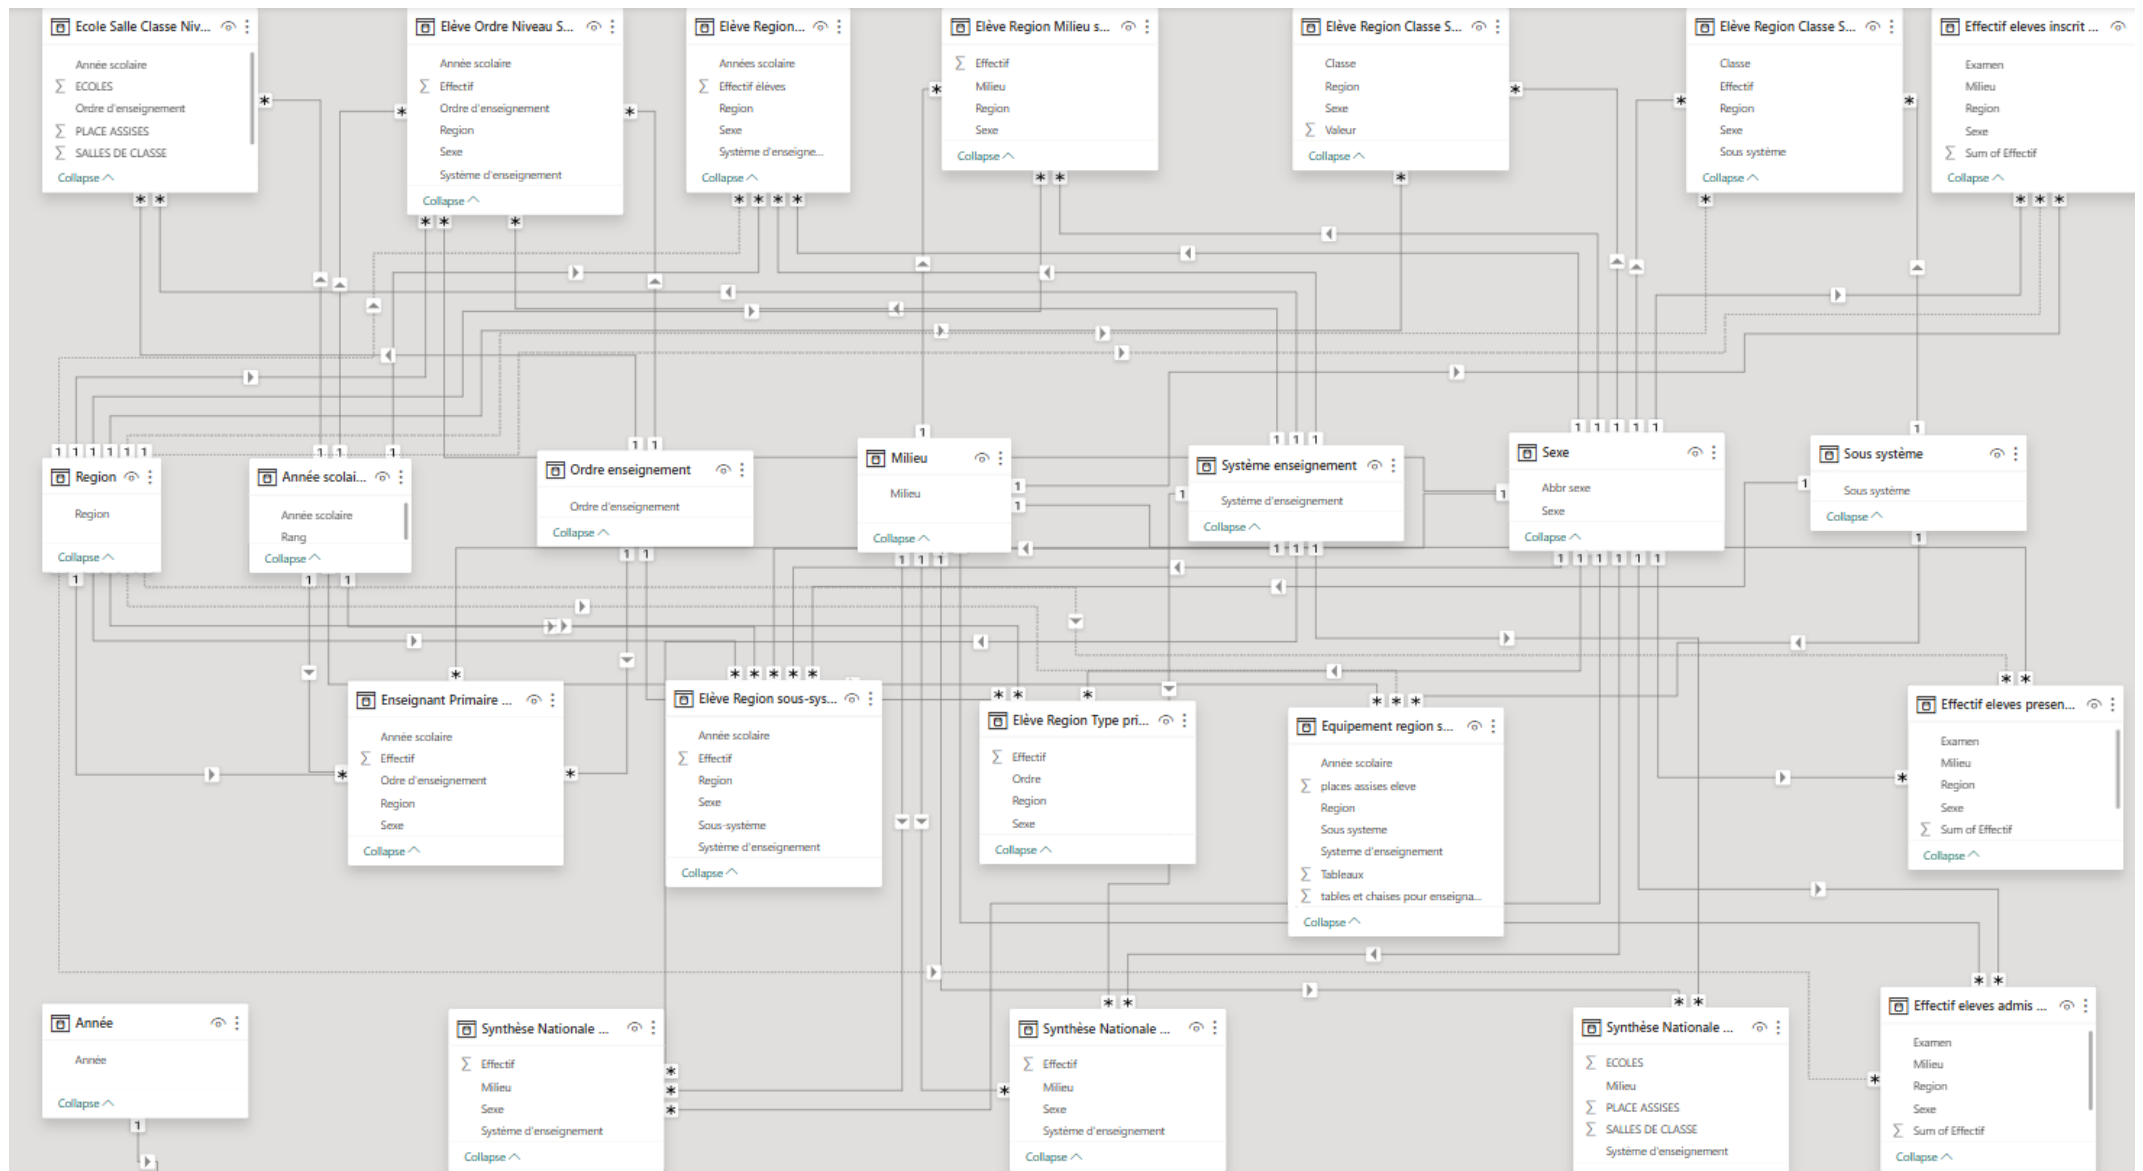 Ecole Salle Classe Niv...
Année scolaire
ECOLES
Ordre d'enseignement
PLACE ASSISES
SALLES DE CLASSE
Collapse
Elève Ordre Niveau S...
Année scolaire
Effectif
Ordre d'enseignement
Region
Sexe
Système d'enseignement
Collapse
Elève Region...
Années scolaire
Effectif élèves
Region
Sexe
Système d'enseigne...
Collapse
Elève Region Milieu s...
Effectif
Milieu
Region
Sexe
Collapse
Elève Region Classe S...
Classe
Region
Sexe
Valeur
Collapse
Elève Region Classe S...
Classe
Effectif
Region
Sexe
Sous système
Collapse
Effectif eleves inscrit ...
Examen
Milieu
Region
Sexe
Sum of Effectif
Collapse
Region
Region
Collapse
Année scolai...
Année scolaire
Rang
Collapse
Ordre enseignement
Ordre d'enseignement
Collapse
Milieu
Milieu
Collapse
Système enseignement
Système d'enseignement
Collapse
Sexe
Abbr sexe
Sexe
Collapse
Sous système
Sous système
Collapse
Enseignant Primaire ...
Année scolaire
Effectif
Odre d'enseignement
Region
Sexe
Collapse
Elève Region sous-sys...
Année scolaire
Effectif
Region
Sexe
Sous-système
Système d'enseignement
Collapse
Elève Region Type pri...
Effectif
Ordre
Region
Sexe
Collapse
Equipement region s...
Année scolaire
places assises eleve
Region
Sous systeme
Systeme d'enseignement
Tableaux
tables et chaises pour enseigna...
Collapse
Effectif eleves presen...
Examen
Milieu
Region
Sexe
Sum of Effectif
Collapse
Année
Année
Collapse
Synthèse Nationale ...
Effectif
Milieu
Sexe
Système d'enseignement
Collapse
Synthèse Nationale ...
Effectif
Milieu
Sexe
Système d'enseignement
Collapse
Synthèse Nationale ...
ECOLES
Milieu
PLACE ASSISES
SALLES DE CLASSE
Système d'enseignement
Effectif eleves admis ...
Examen
Milieu
Region
Sexe
Sum of Effectif
Collapse